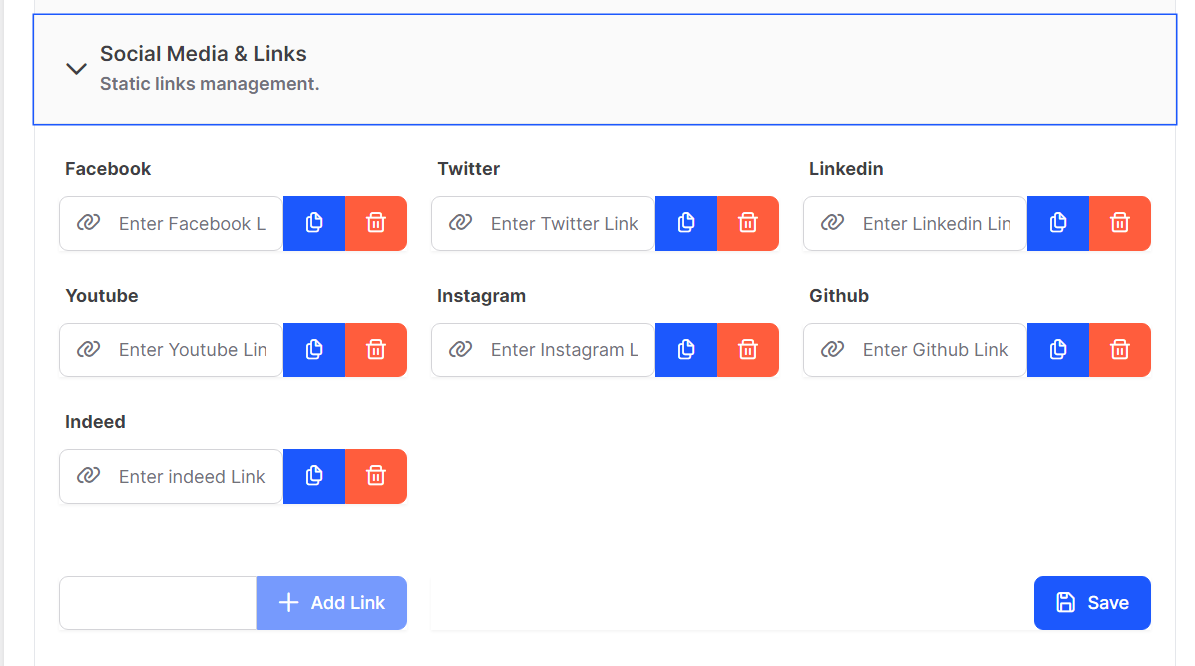 Social Media & Links
Static links management.
Facebook Twitter Linkedin
Enter Facebook L Enter Twitter Link Enter Linkedin Lin
Youtube Instagram Github
Enter Youtube Lin Enter Instagram L Enter Github Link
Indeed
Enter indeed Link
Add Link Save